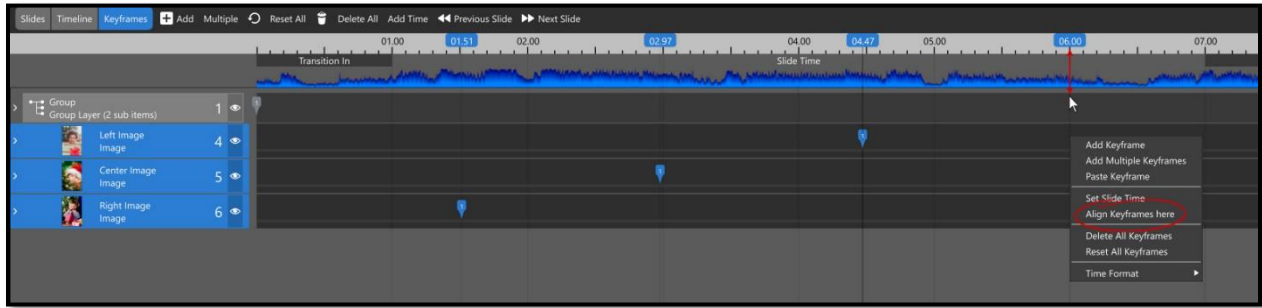 Slides Timeline Keyframes Add Multiple Reset All Delete All Add Time Previous Slide Next Slide
01.00 01.51 02.00 02.97 04.00 04.47 05.00 06.00 07.00
Transition In Slide Time
Group
Group Layer (2 sub items) 1
1
Left Image
Image 4
1
Center Image
Image 5
1
Right Image
Image 6
1
Add Keyframe
Add Multiple Keyframes
Paste Keyframe
Set Slide Time
Align Keyframes here
Delete All Keyframes
Reset All Keyframes
Time Format